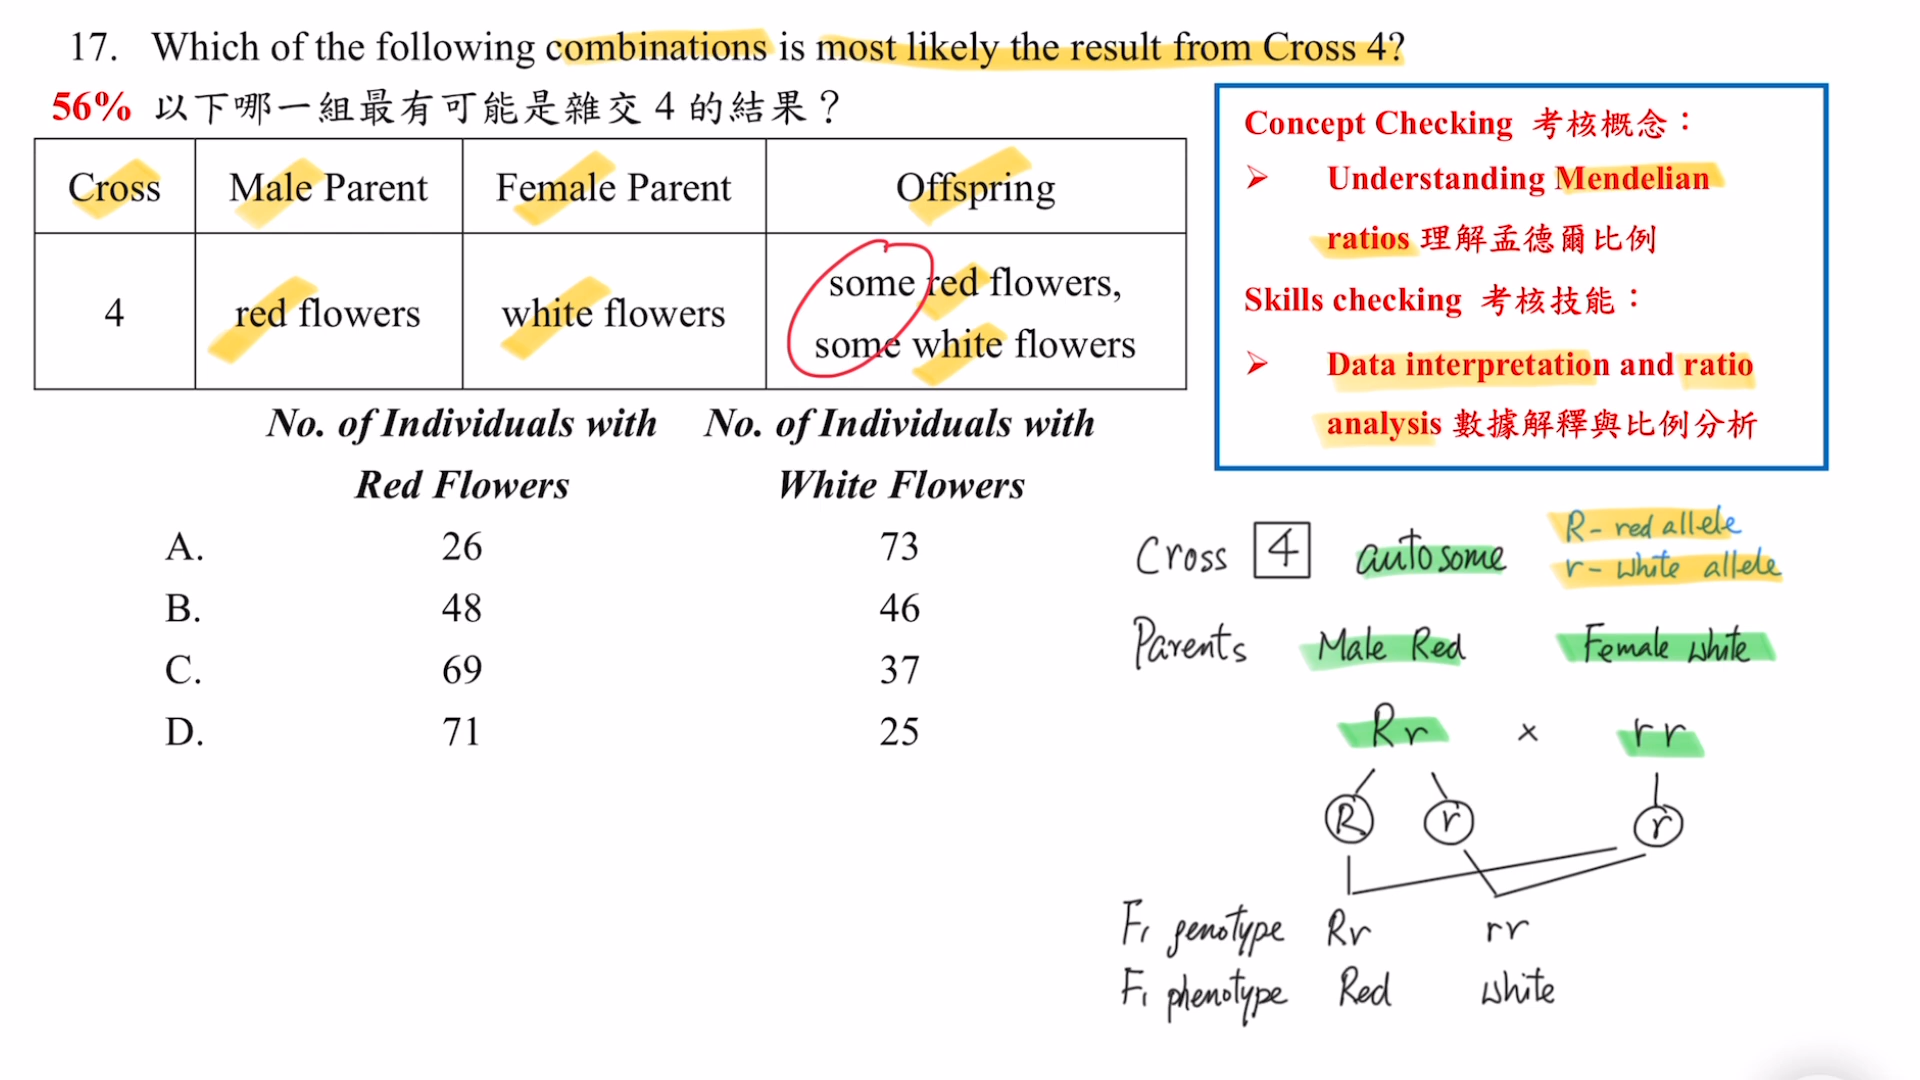 17. Which of the following combinations is most likely the result from Cross 4?
56% 以下哪一組最有可能是雜交 4 的結果？
Cross Male Parent Female Parent Offspring
4 red flowers white flowers some red flowers,
some white flowers
No. of Individuals with No. of Individuals with
Red Flowers White Flowers
A. 26 73
B. 48 46
C. 69 37
D. 71 25
Concept Checking 考核概念：
➢ Understanding Mendelian
ratios 理解孟德爾比例
Skills checking 考核技能：
➢ Data interpretation and ratio
analysis 數據解釋與比例分析
Cross 4 autosome
R - red allele
r - white allele
Parents Male Red Female white
Rr × rr
R r r
F1 genotype Rr rr
F1 phenotype Red white